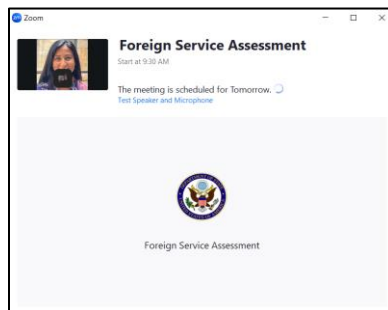 Zoom
Foreign Service Assessment
Start at 9:30 AM
The meeting is scheduled for Tomorrow.
Test Speaker and Microphone
Foreign Service Assessment